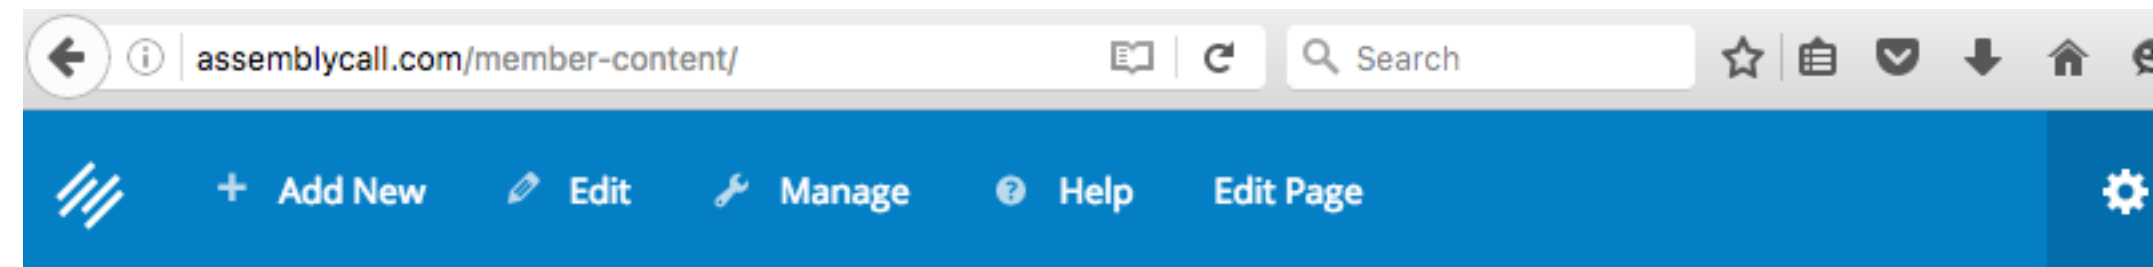 assemblycall.com/member-content/ Search
Add New Edit Manage Help Edit Page